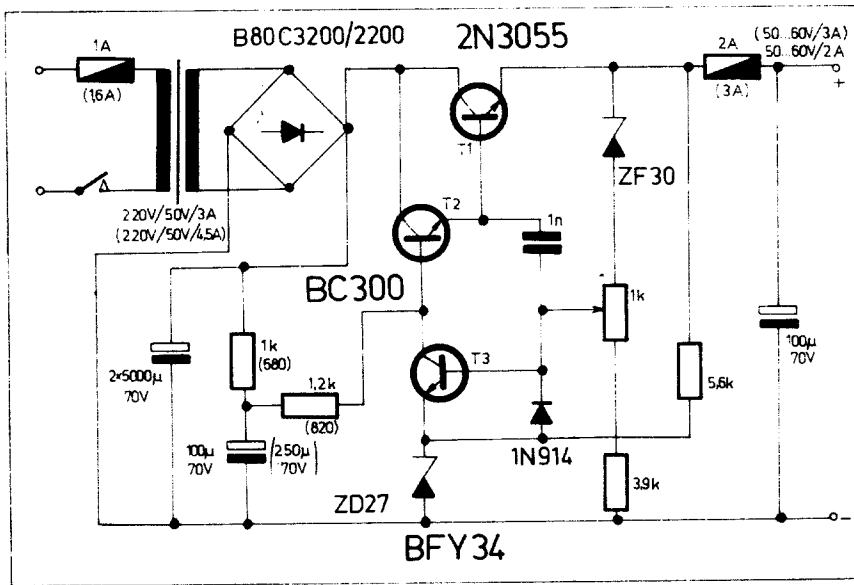 1A
(1,6A)
B80C3200/2200
2N3055
2A
(3A)
(50...60V/3A)
50...60V/2A
+
T1
ZF30
220V/50V/3A
(220V/50V/4,5A)
T2
1n
BC300
1k
1k
(680)
T3
100µ
70V
2x5000µ
70V
1,2k
(820)
5,6k
100µ
70V
(250µ
70V)
1N914
ZD27
3,9k
BFY34
-